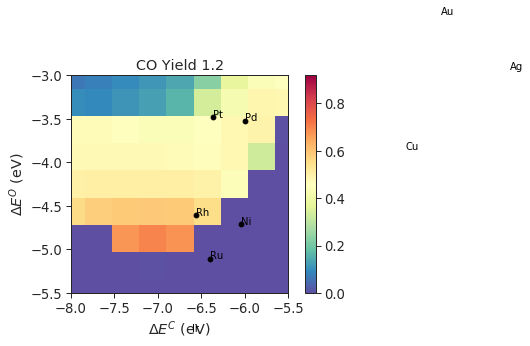 Au
CO Yield 1.2
Ag
−3.0
−3.5
−4.0
−4.5
−5.0
−5.5
ΔE^O (eV)
Pt
Pd
Cu
Rh
Ni
Ru
0.8
0.6
0.4
0.2
0.0
−8.0 −7.5 −7.0 −6.5 −6.0 −5.5
ΔE^C (eV)
Ir